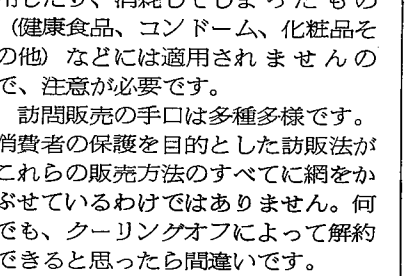 用したり、消耗してしまったもの
（健康食品、コンドーム、化粧品そ
の他）などには適用されませんの
で、注意が必要です。
訪問販売の手口は多種多様です。
消費者の保護を目的とした訪販法が
これらの販売方法のすべてに網をか
ぶせているわけではありません。何
でも、クーリングオフによって解約
できると思ったら間違いです。